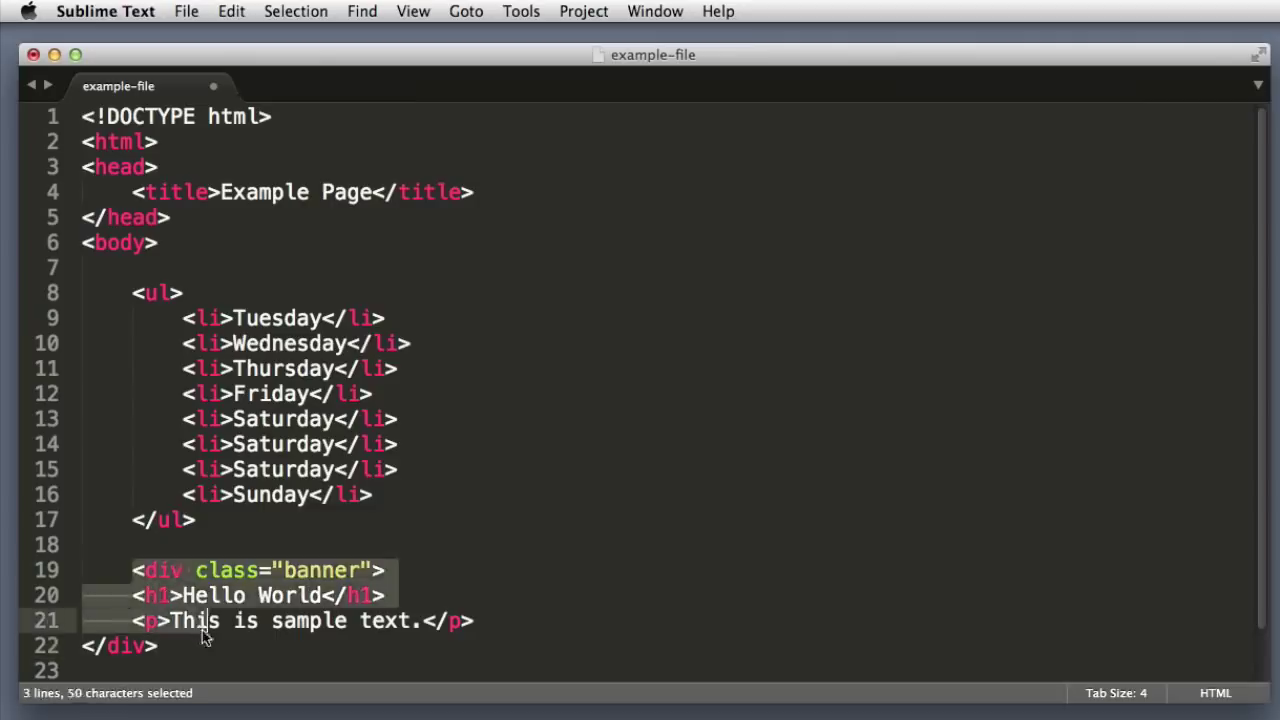 Sublime Text File Edit Selection Find View Goto Tools Project Window Help
example-file
example-file
1 <!DOCTYPE html>
2 <html>
3 <head>
4 <title>Example Page</title>
5 </head>
6 <body>
7
8 <ul>
9 <li>Tuesday</li>
10 <li>Wednesday</li>
11 <li>Thursday</li>
12 <li>Friday</li>
13 <li>Saturday</li>
14 <li>Saturday</li>
15 <li>Saturday</li>
16 <li>Sunday</li>
17 </ul>
18
19 <div class="banner">
20 <h1>Hello World</h1>
21 <p>This is sample text.</p>
22 </div>
23
3 lines, 50 characters selected Tab Size: 4 HTML